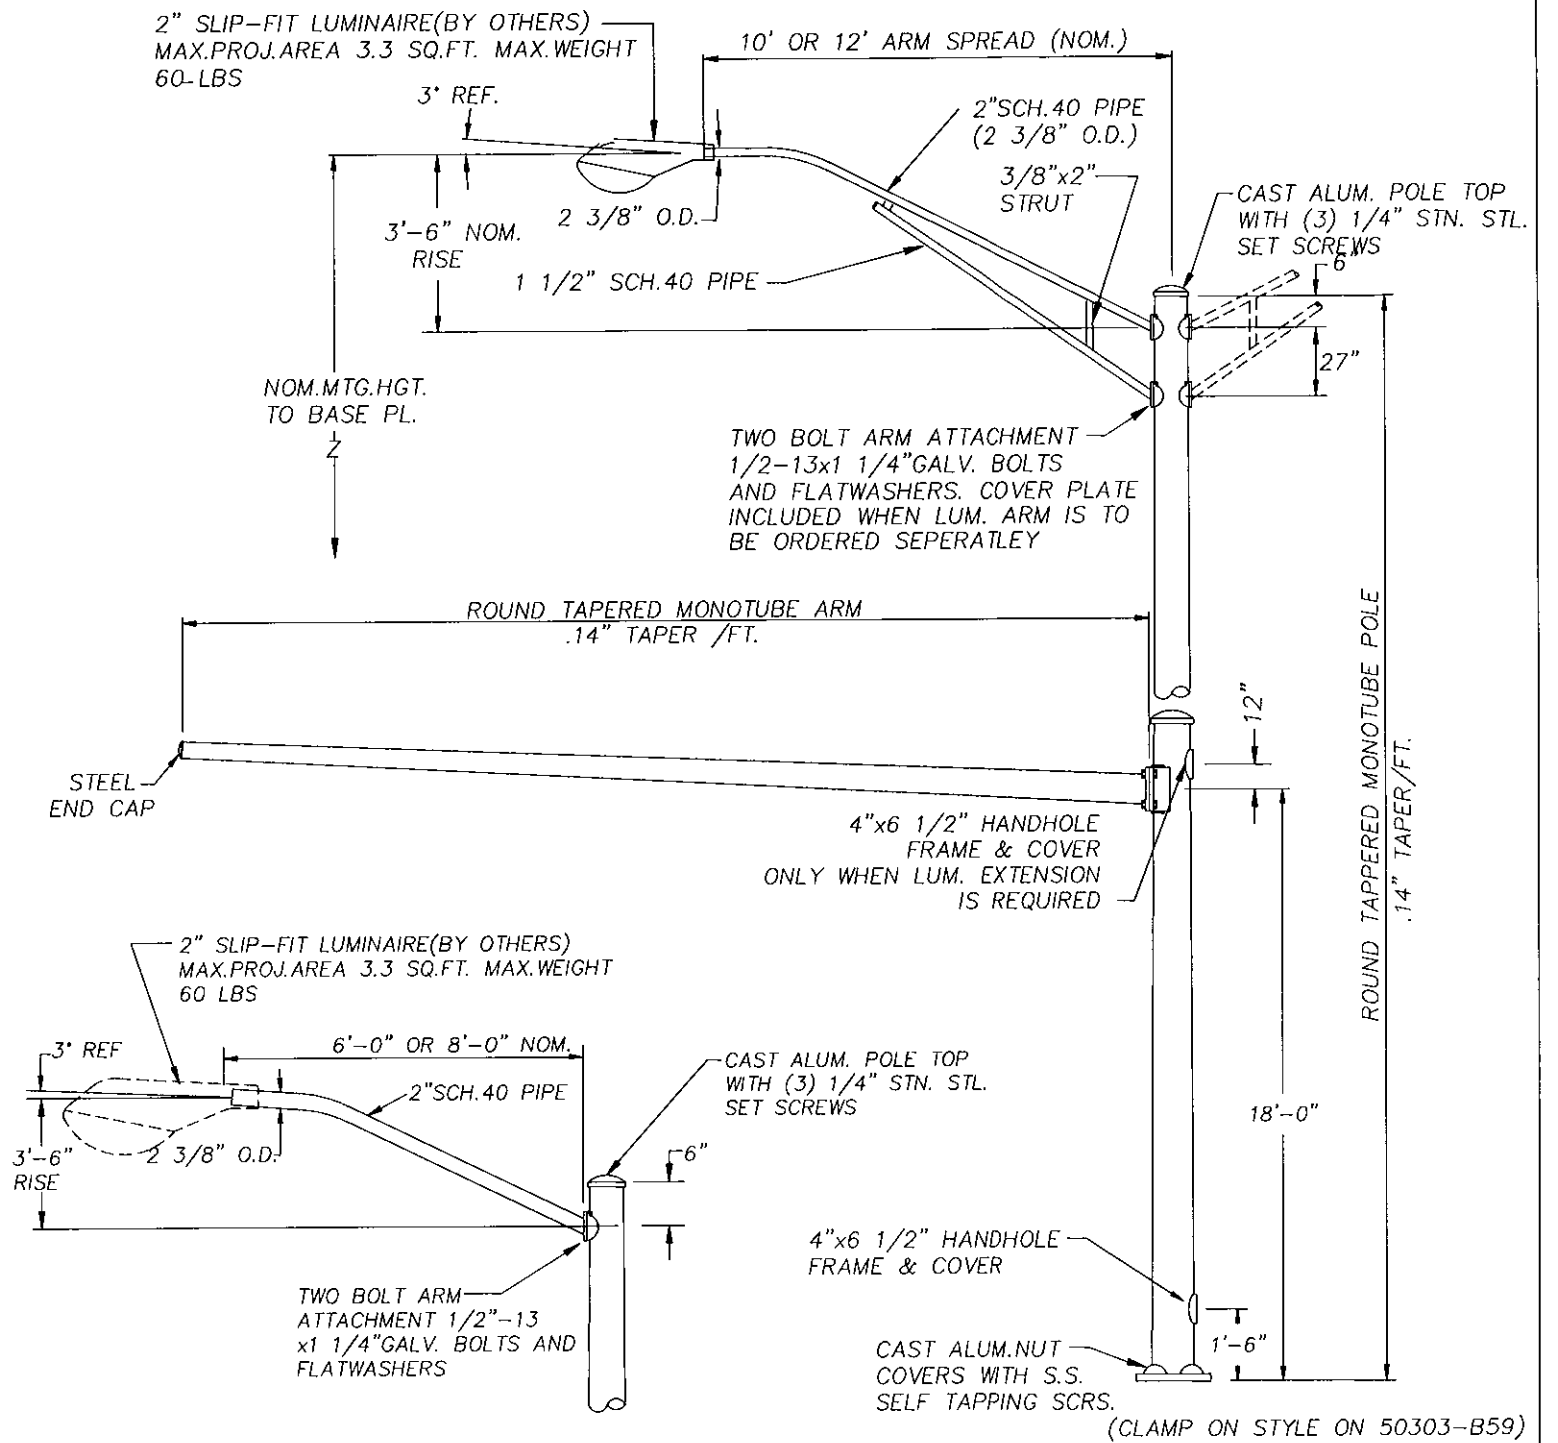 2" SLIP-FIT LUMINAIRE(BY OTHERS)
MAX.PROJ.AREA 3.3 SQ.FT. MAX.WEIGHT
60-LBS
10' OR 12' ARM SPREAD (NOM.)
3° REF.
2"SCH.40 PIPE
(2 3/8" O.D.)
3/8"x2"
STRUT
CAST ALUM. POLE TOP
WITH (3) 1/4" STN. STL.
SET SCREWS
6"
2 3/8" O.D.
3'-6" NOM.
RISE
1 1/2" SCH.40 PIPE
27"
NOM.MTG.HGT.
TO BASE PL.
Z
TWO BOLT ARM ATTACHMENT
1/2-13x1 1/4"GALV. BOLTS
AND FLATWASHERS. COVER PLATE
INCLUDED WHEN LUM. ARM IS TO
BE ORDERED SEPERATLEY
ROUND TAPERED MONOTUBE ARM
.14" TAPER /FT.
ROUND TAPPERED MONOTUBE POLE
.14" TAPER/FT.
12"
STEEL
END CAP
4"x6 1/2" HANDHOLE
FRAME & COVER
ONLY WHEN LUM. EXTENSION
IS REQUIRED
2" SLIP-FIT LUMINAIRE(BY OTHERS)
MAX.PROJ.AREA 3.3 SQ.FT. MAX.WEIGHT
60 LBS
3° REF
6'-0" OR 8'-0" NOM.
2"SCH.40 PIPE
CAST ALUM. POLE TOP
WITH (3) 1/4" STN. STL.
SET SCREWS
18'-0"
3'-6"
RISE
2 3/8" O.D.
6"
4"x6 1/2" HANDHOLE
FRAME & COVER
TWO BOLT ARM
ATTACHMENT 1/2"-13
x1 1/4"GALV. BOLTS AND
FLATWASHERS
1'-6"
CAST ALUM.NUT
COVERS WITH S.S.
SELF TAPPING SCRS.
(CLAMP ON STYLE ON 50303-B59)